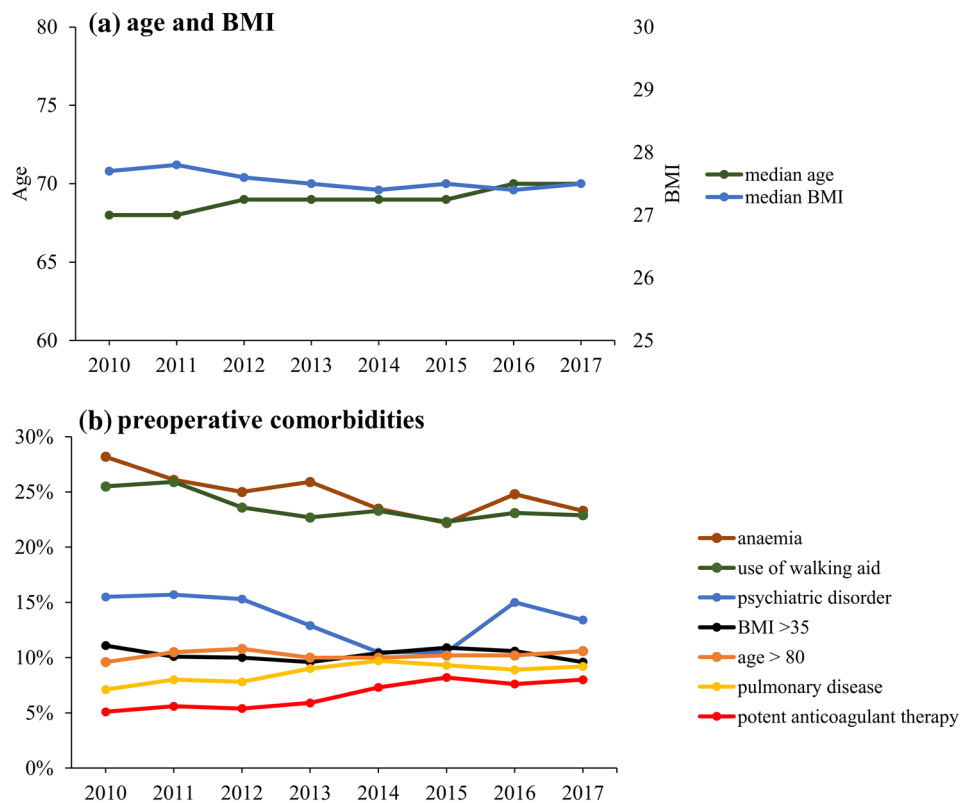 (a) age and BMI
80
75
70
65
60
Age
30
29
28
27
26
25
BMI
median age
median BMI
2010 2011 2012 2013 2014 2015 2016 2017
(b) preoperative comorbidities
30%
25%
20%
15%
10%
5%
0%
anaemia
use of walking aid
psychiatric disorder
BMI >35
age > 80
pulmonary disease
potent anticoagulant therapy
2010 2011 2012 2013 2014 2015 2016 2017